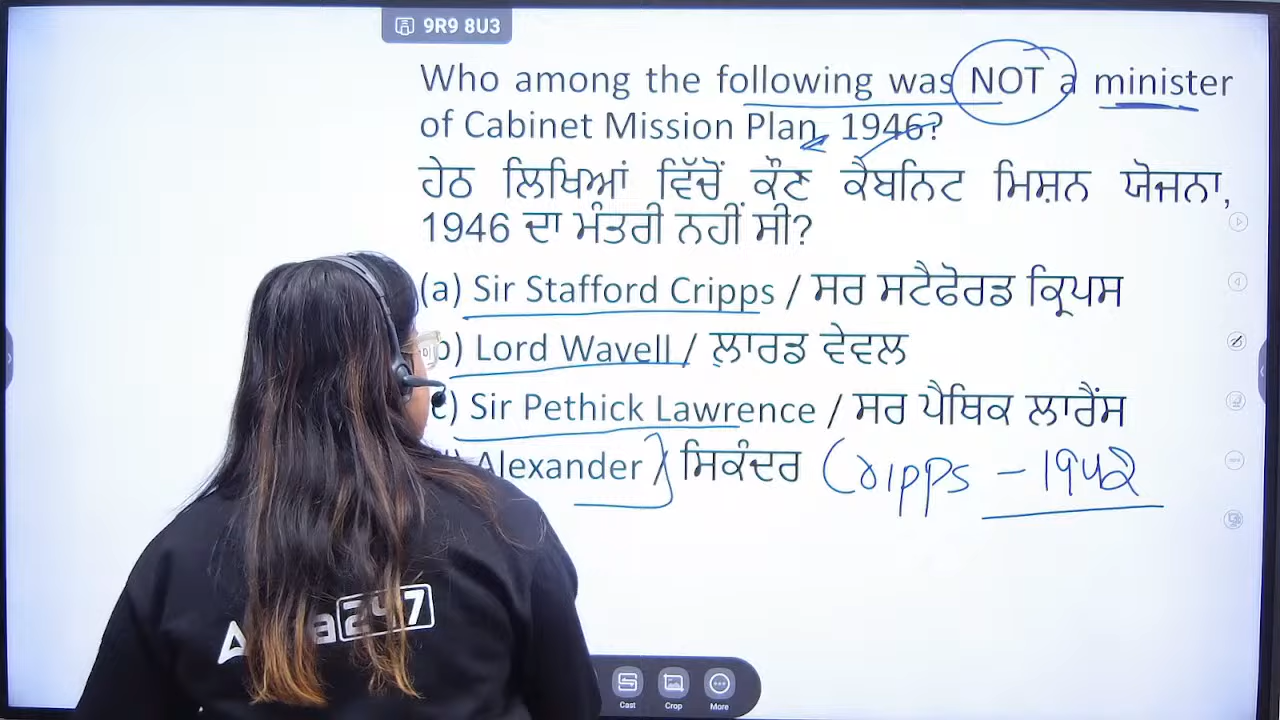 9R9 8U3
Who among the following was NOT a minister
of Cabinet Mission Plan, 1946?
ਹੇਠ ਲਿਖਿਆਂ ਵਿੱਚੋਂ ਕੌਣ ਕੈਬਨਿਟ ਮਿਸ਼ਨ ਯੋਜਨਾ,
1946 ਦਾ ਮੰਤਰੀ ਨਹੀਂ ਸੀ?
(a) Sir Stafford Cripps / ਸਰ ਸਟੈਫੋਰਡ ਕ੍ਰਿਪਸ
b) Lord Wavell / ਲ਼ਾਰਡ ਵੇਵਲ
c) Sir Pethick Lawrence / ਸਰ ਪੈਥਿਕ ਲਾਰੈਂਸ
Alexander / ਸਿਕੰਦਰ Cripps – 1942
247
Cast Crop More